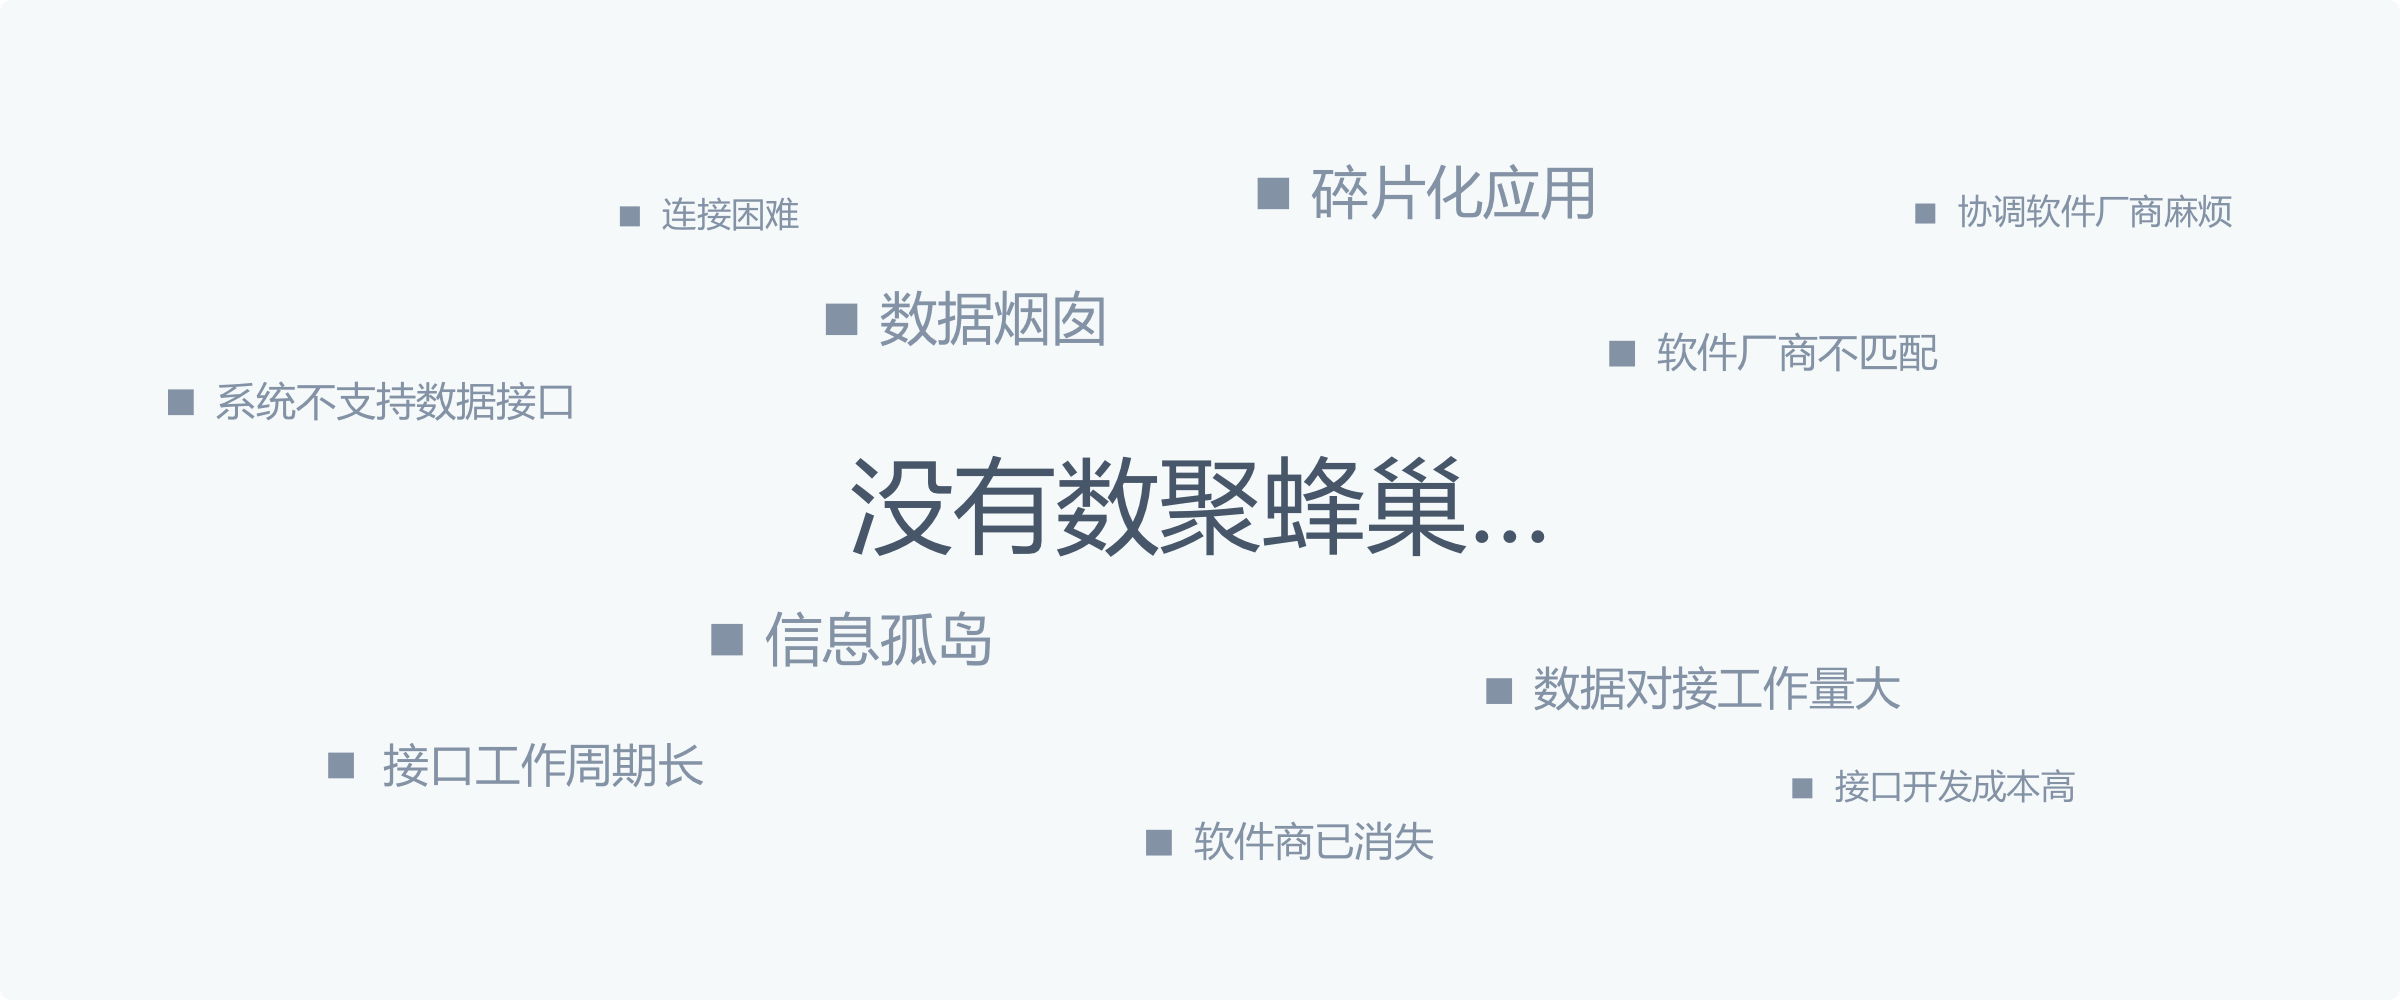 碎片化应用
连接困难
协调软件厂商麻烦
数据烟囱
软件厂商不匹配
系统不支持数据接口
没有数聚蜂巢...
信息孤岛
数据对接工作量大
接口工作周期长
接口开发成本高
软件商已消失